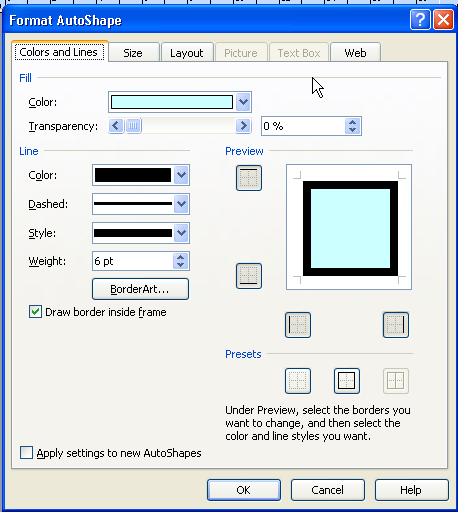 Format AutoShape
Colors and Lines Size Layout Picture Text Box Web
Fill
Color:
Transparency: 0 %
Line Preview
Color:
Dashed:
Style:
Weight: 6 pt
BorderArt...
Draw border inside frame
Presets
Under Preview, select the borders you
want to change, and then select the
color and line styles you want.
Apply settings to new AutoShapes
OK Cancel Help